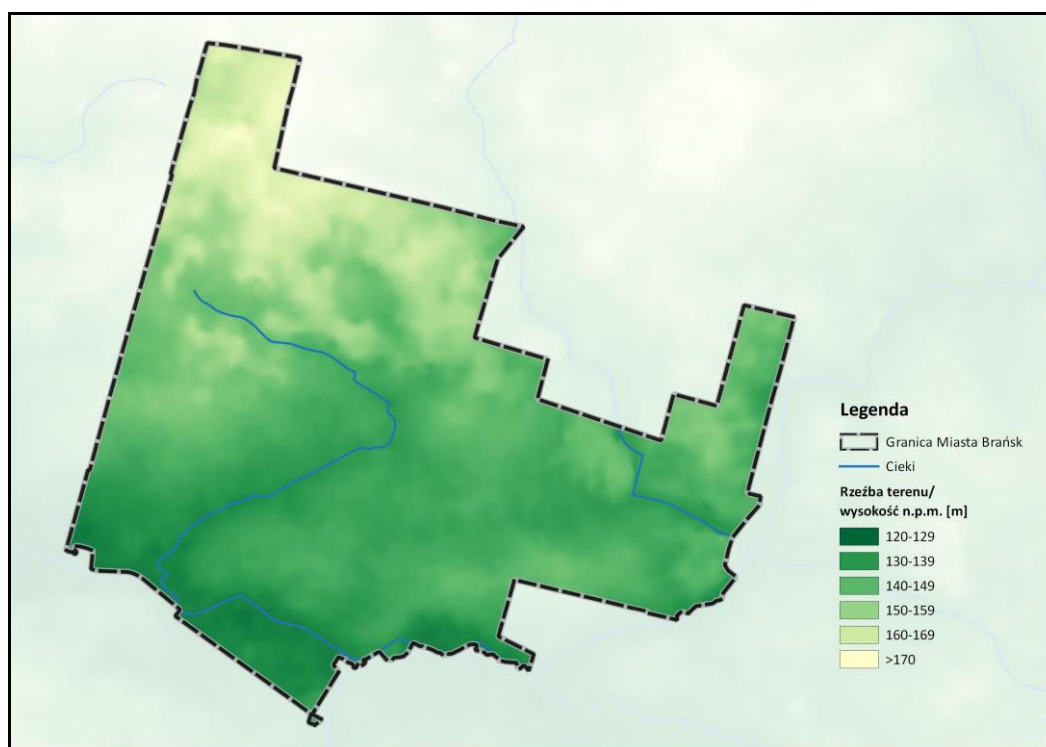 Legenda
Granica Miasta Brańsk
Cieki
Rzeźba terenu/
wysokość n.p.m. [m]
120-129
130-139
140-149
150-159
160-169
>170